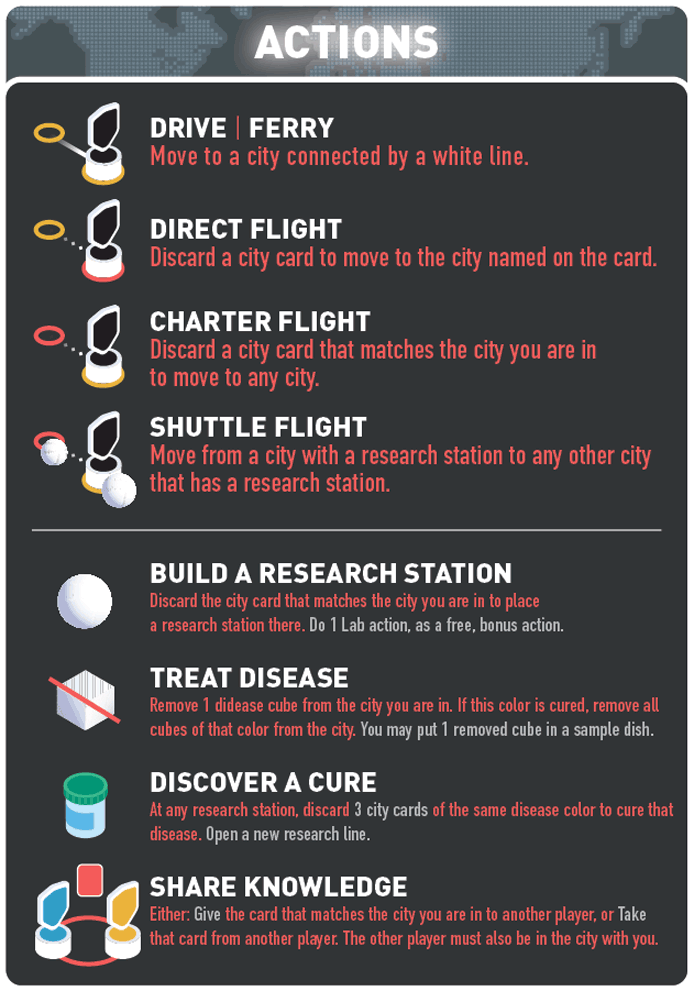 ACTIONS
DRIVE | FERRY
Move to a city connected by a white line.
DIRECT FLIGHT
Discard a city card to move to the city named on the card.
CHARTER FLIGHT
Discard a city card that matches the city you are in
to move to any city.
SHUTTLE FLIGHT
Move from a city with a research station to any other city
that has a research station.
BUILD A RESEARCH STATION
Discard the city card that matches the city you are in to place
a research station there. Do 1 Lab action, as a free, bonus action.
TREAT DISEASE
Remove 1 didease cube from the city you are in. If this color is cured, remove all
cubes of that color from the city. You may put 1 removed cube in a sample dish.
DISCOVER A CURE
At any research station, discard 3 city cards of the same disease color to cure that
disease. Open a new research line.
SHARE KNOWLEDGE
Either: Give the card that matches the city you are in to another player, or Take
that card from another player. The other player must also be in the city with you.